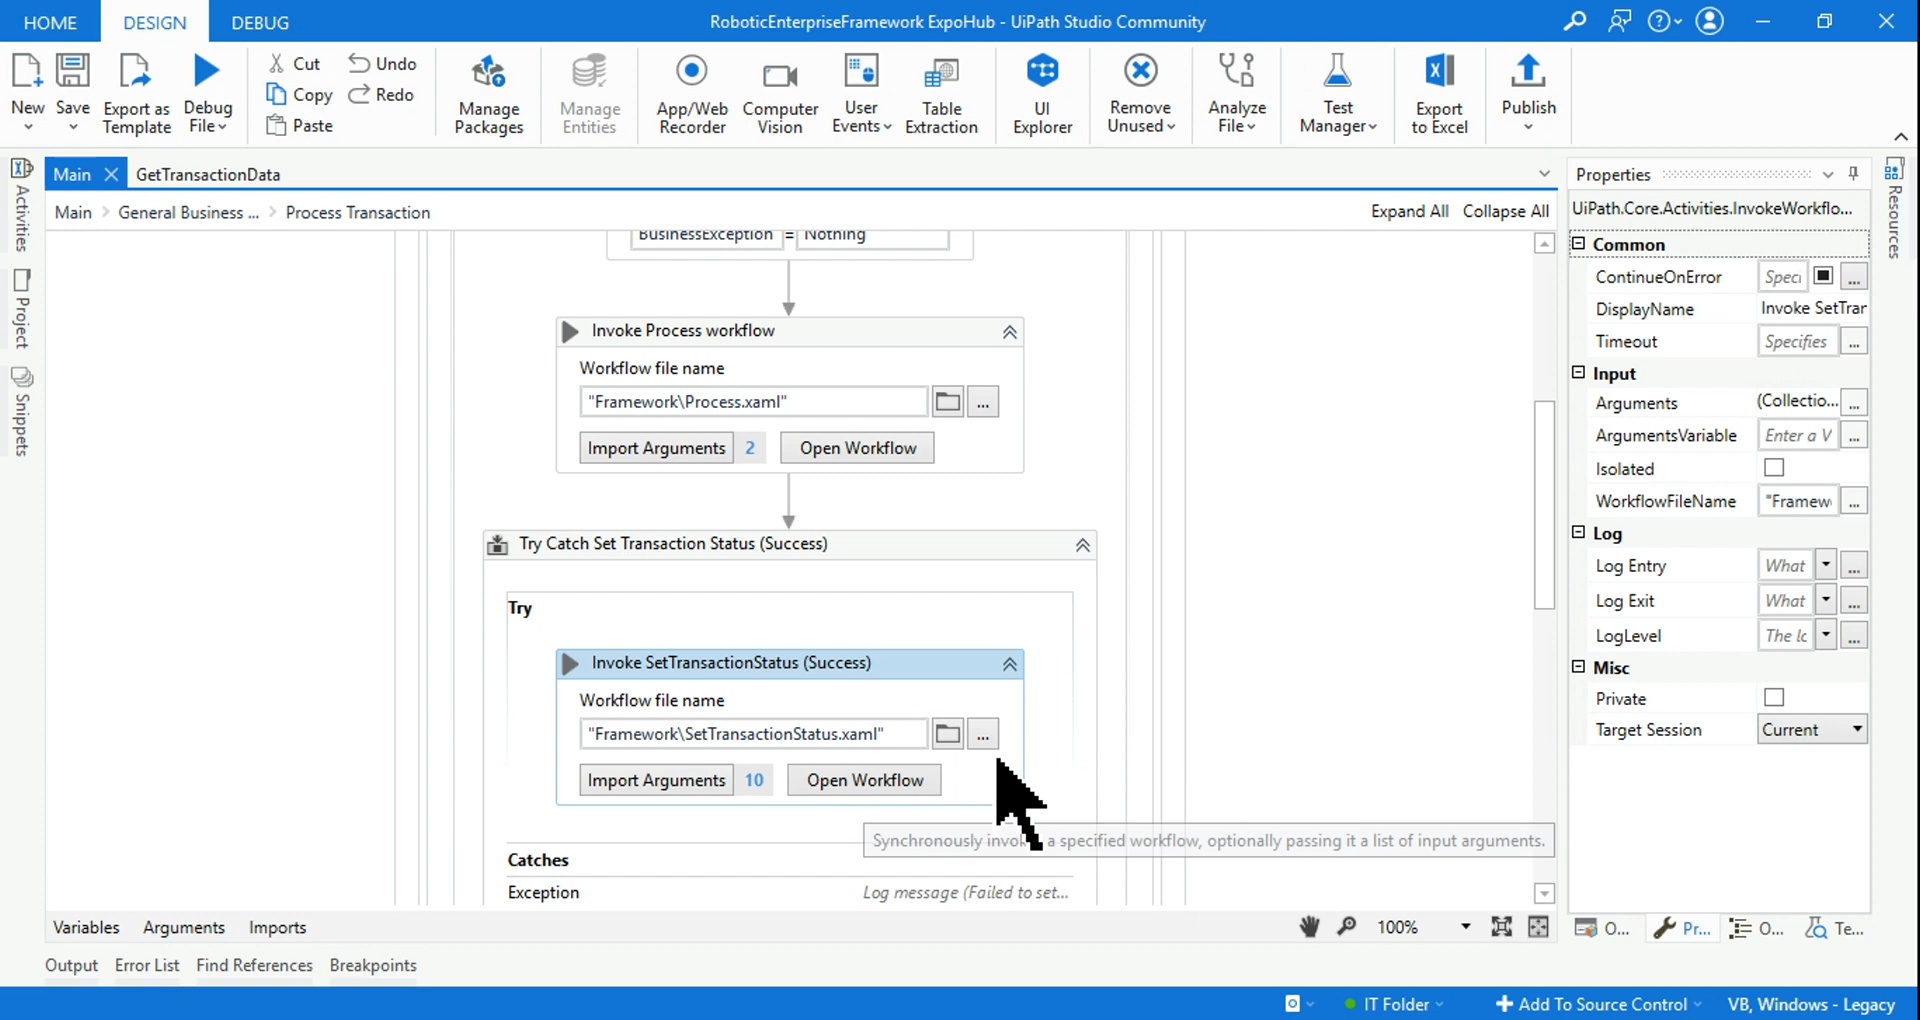 HOME DESIGN DEBUG RoboticEnterpriseFramework ExpoHub - UiPath Studio Community
New Save Export as Template Debug File Cut Copy Paste Undo Redo Manage Packages Manage Entities App/Web Recorder Computer Vision User Events Table Extraction UI Explorer Remove Unused Analyze File Test Manager Export to Excel Publish
Activities
Project
Snippets
Main GetTransactionData
Main > General Business ... > Process Transaction Expand All Collapse All
BusinessException = Nothing
Invoke Process workflow
Workflow file name
"Framework\Process.xaml" ...
Import Arguments 2 Open Workflow
Try Catch Set Transaction Status (Success)
Try
Invoke SetTransactionStatus (Success)
Workflow file name
"Framework\SetTransactionStatus.xaml" ...
Import Arguments 10 Open Workflow
Synchronously invo a specified workflow, optionally passing it a list of input arguments.
Catches
Exception Log message (Failed to set...
Properties
UiPath.Core.Activities.InvokeWorkflo...
Common
ContinueOnError Speci ...
DisplayName Invoke SetTrar
Timeout Specifies ...
Input
Arguments (Collectio... ...
ArgumentsVariable Enter a V ...
Isolated
WorkflowFileName "Framew ...
Log
Log Entry What ...
Log Exit What ...
LogLevel The lc ...
Misc
Private
Target Session Current
Resources
Variables Arguments Imports 100% O... Pr... O... Te...
Output Error List Find References Breakpoints
IT Folder Add To Source Control VB, Windows - Legacy